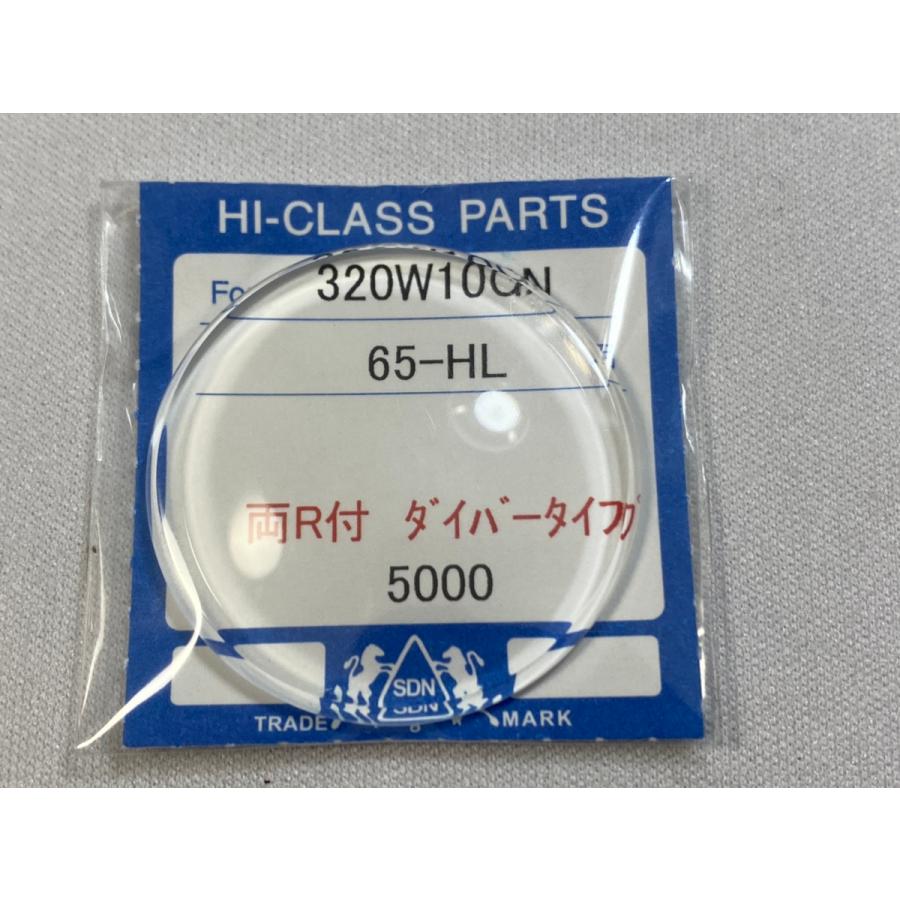 HI-CLASS PARTS
320W10GN
65-HL
両R付 ダイバータイプ
5000
SDN
TRADE MARK